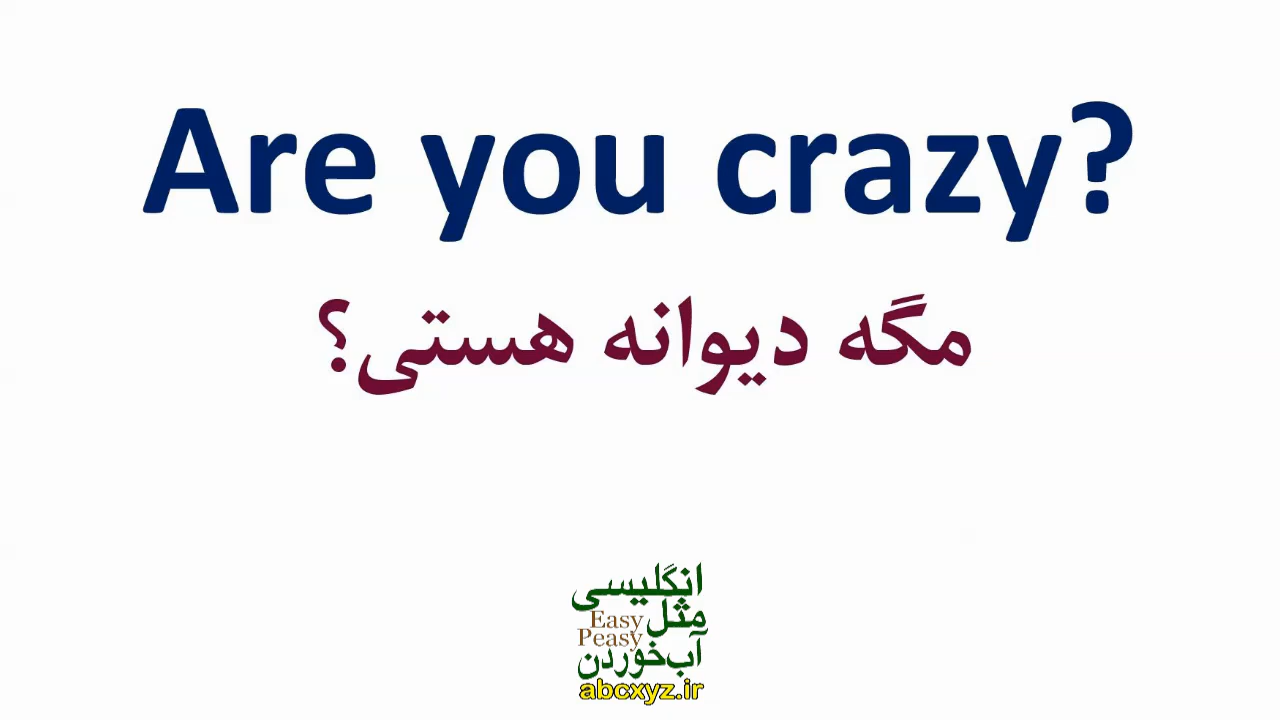 Are you crazy?
مگه دیوانه هستی؟
انگلیسی
مثل
Easy
Peasy
آب‌خوردن
abcxyz.ir